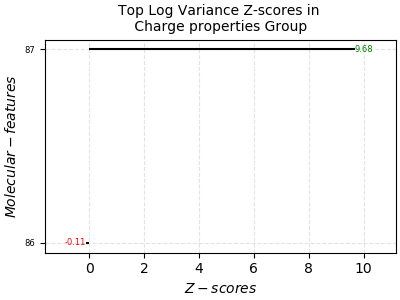 Top Log Variance Z-scores in
Charge properties Group
87
9.68
Molecular − features
-0.11
86
0 2 4 6 8 10
Z − scores